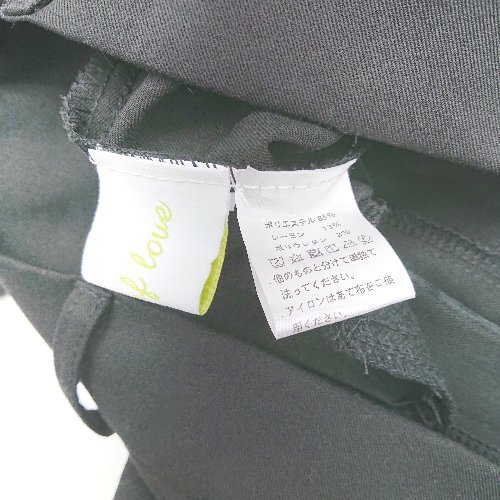 of love
ポリエステル 85%
レーヨン 13%
ポリウレタン 2%
他のものと分けて単独で
洗ってください。
アイロンはあて布をご使
用ください。